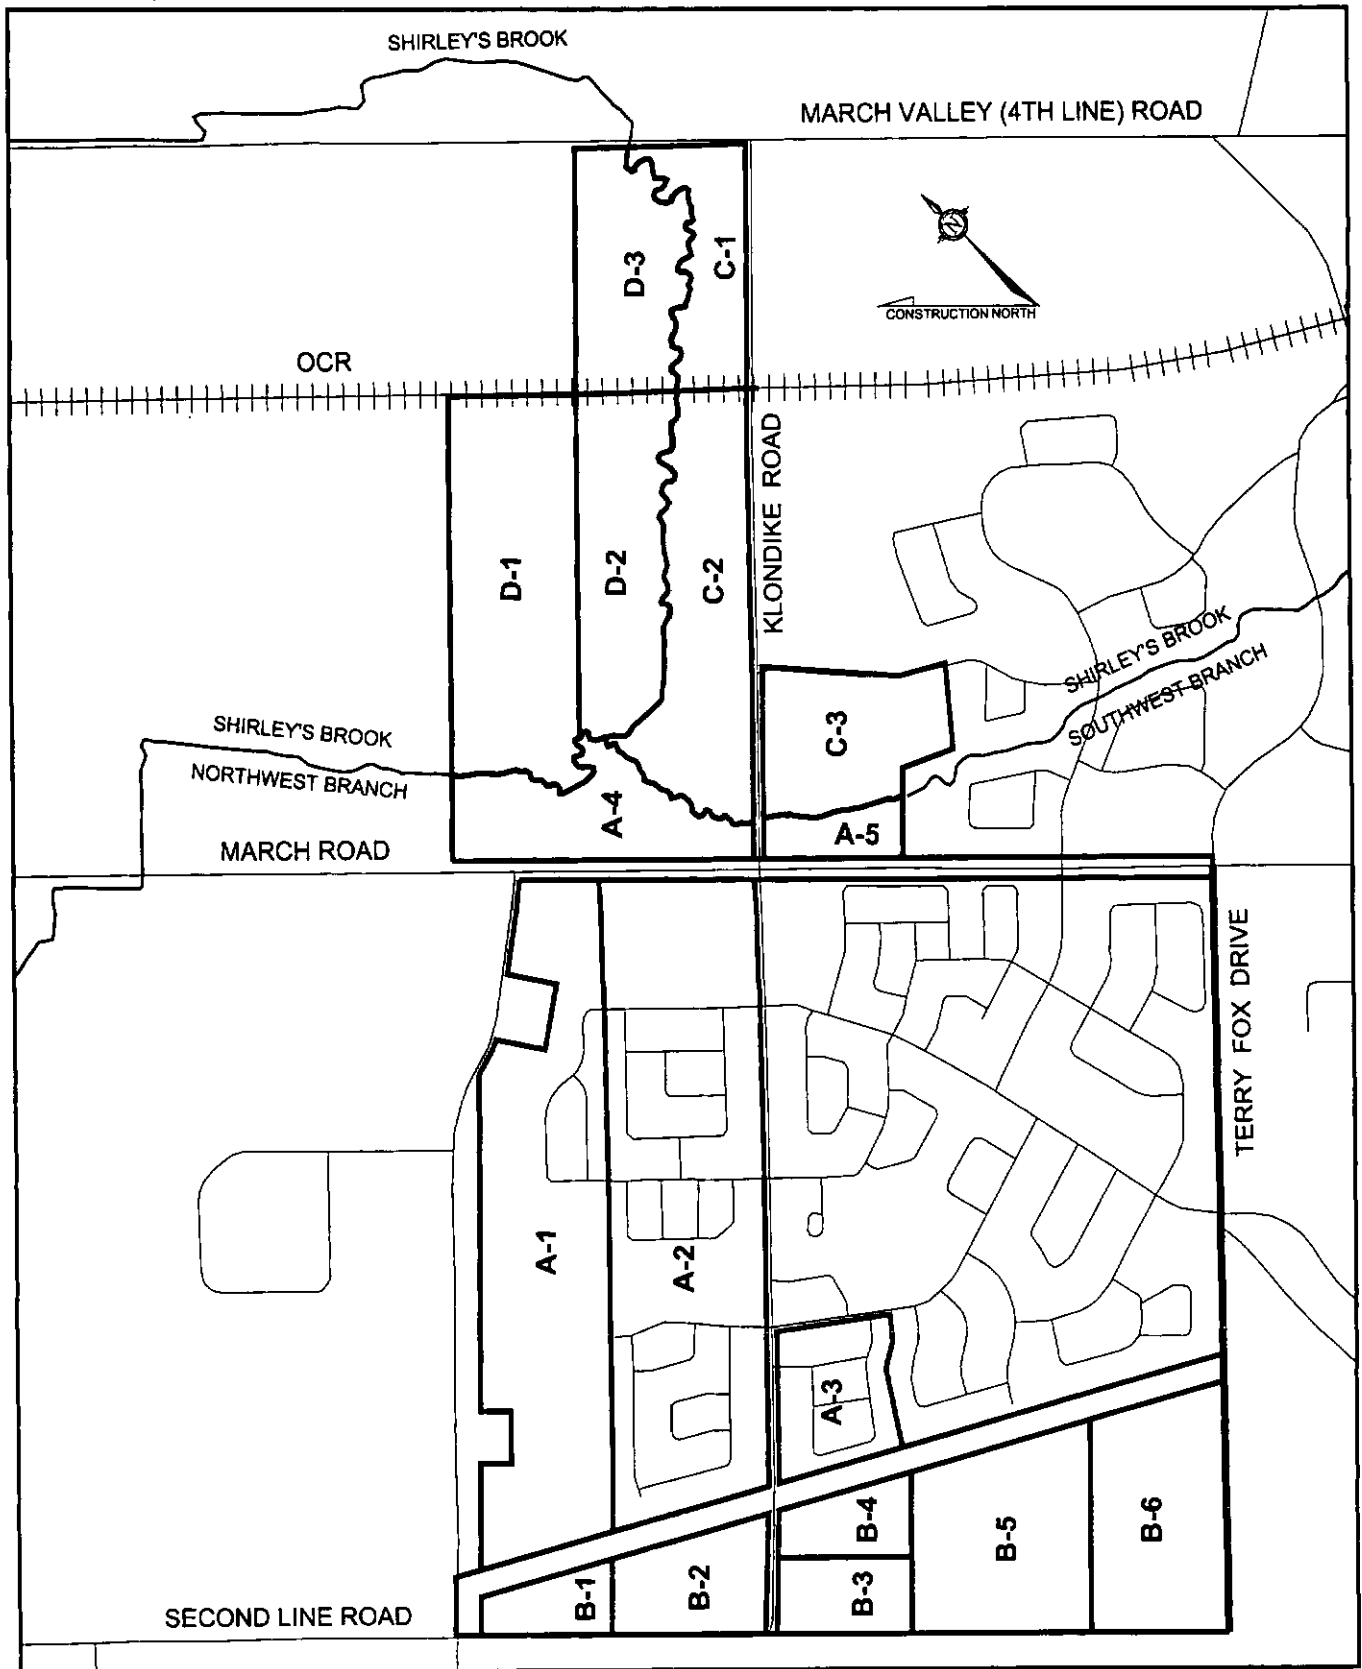 SHIRLEY'S BROOK
MARCH VALLEY (4TH LINE) ROAD
D-3
C-1
N
CONSTRUCTION NORTH
OCR
KLONDIKE ROAD
D-1
D-2
C-2
SHIRLEY'S BROOK
SOUTHWEST BRANCH
SHIRLEY'S BROOK
NORTHWEST BRANCH
C-3
A-4
A-5
MARCH ROAD
TERRY FOX DRIVE
A-1
A-2
A-3
B-4
B-5
B-6
B-1
B-2
B-3
SECOND LINE ROAD